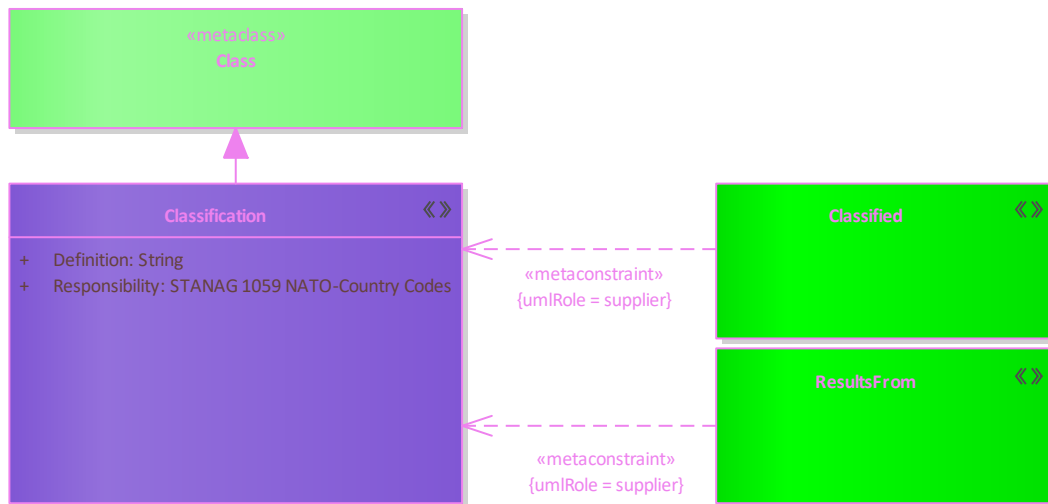 «metaclass»
Class
Classification
«»
+ Definition: String
+ Responsibility: STANAG 1059 NATO-Country Codes
Classified
«»
«metaconstraint»
{umlRole = supplier}
ResultsFrom
«»
«metaconstraint»
{umlRole = supplier}